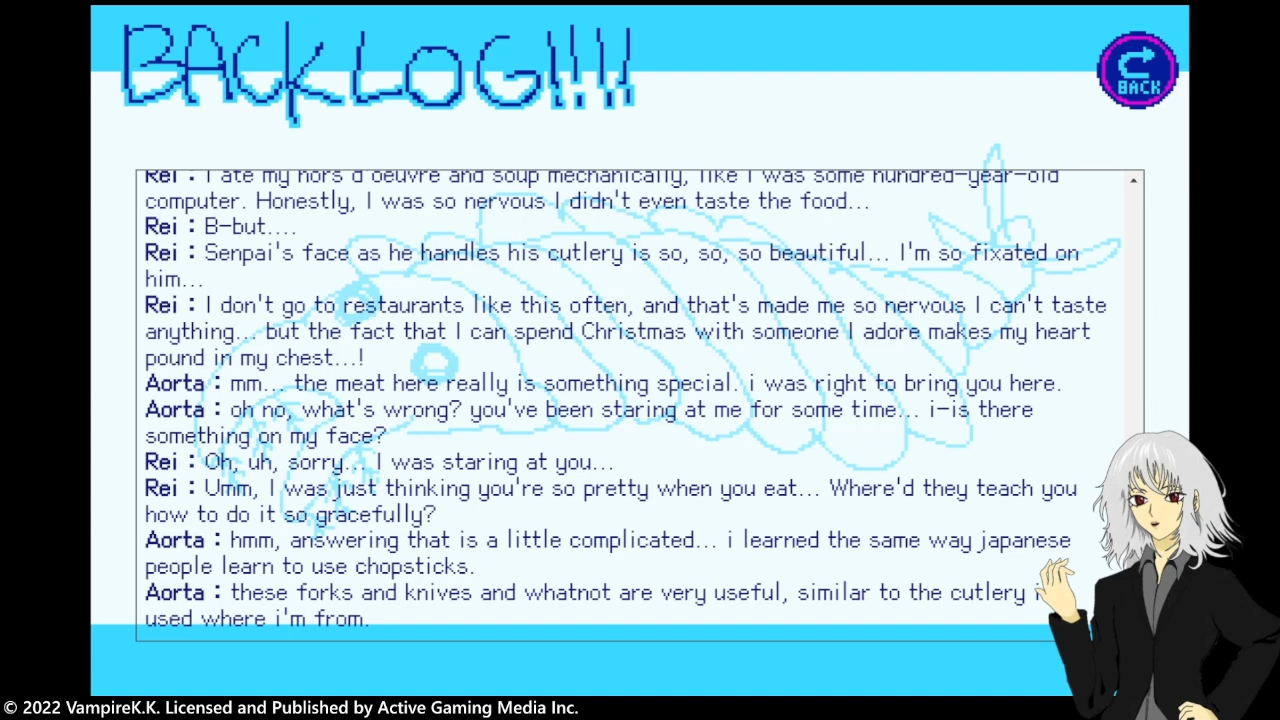 BACKLOG!!!!
BACK
Rei : I ate my hors d'oeuvre and soup mechanically, like I was some hundred-year-old
computer. Honestly, I was so nervous I didn't even taste the food...
Rei : B-but....
Rei : Senpai's face as he handles his cutlery is so, so, so beautiful... I'm so fixated on
him...
Rei : I don't go to restaurants like this often, and that's made me so nervous I can't taste
anything... but the fact that I can spend Christmas with someone I adore makes my heart
pound in my chest...!
Aorta : mm... the meat here really is something special. i was right to bring you here.
Aorta : oh no, what's wrong? you've been staring at me for some time... i-is there
something on my face?
Rei : Oh, uh, sorry... I was staring at you...
Rei : Umm, I was just thinking you're so pretty when you eat... Where'd they teach you
how to do it so gracefully?
Aorta : hmm, answering that is a little complicated... i learned the same way japanese
people learn to use chopsticks.
Aorta : these forks and knives and whatnot are very useful, similar to the cutlery i
used where i'm from.
© 2022 VampireK.K. Licensed and Published by Active Gaming Media Inc.